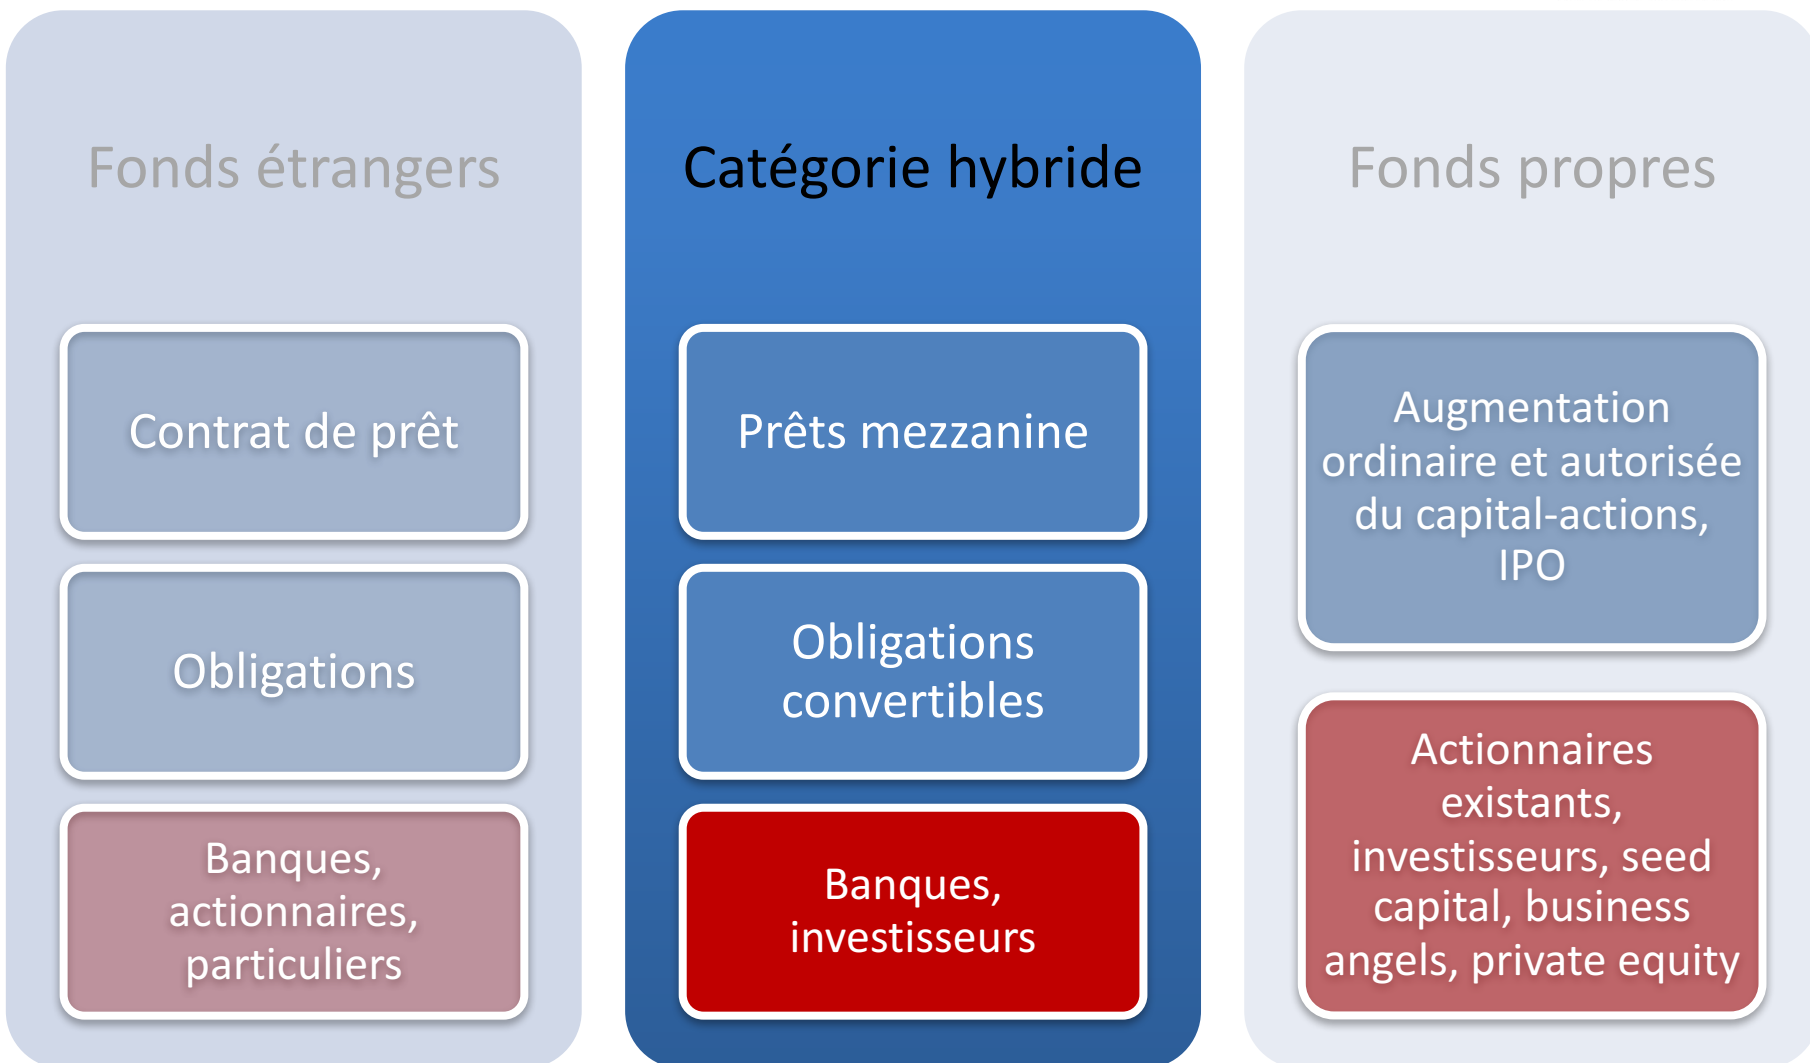 Fonds étrangers
Contrat de prêt
Obligations
Banques,
actionnaires,
particuliers
Catégorie hybride
Prêts mezzanine
Obligations
convertibles
Banques,
investisseurs
Fonds propres
Augmentation
ordinaire et autorisée
du capital-actions,
IPO
Actionnaires
existants,
investisseurs, seed
capital, business
angels, private equity